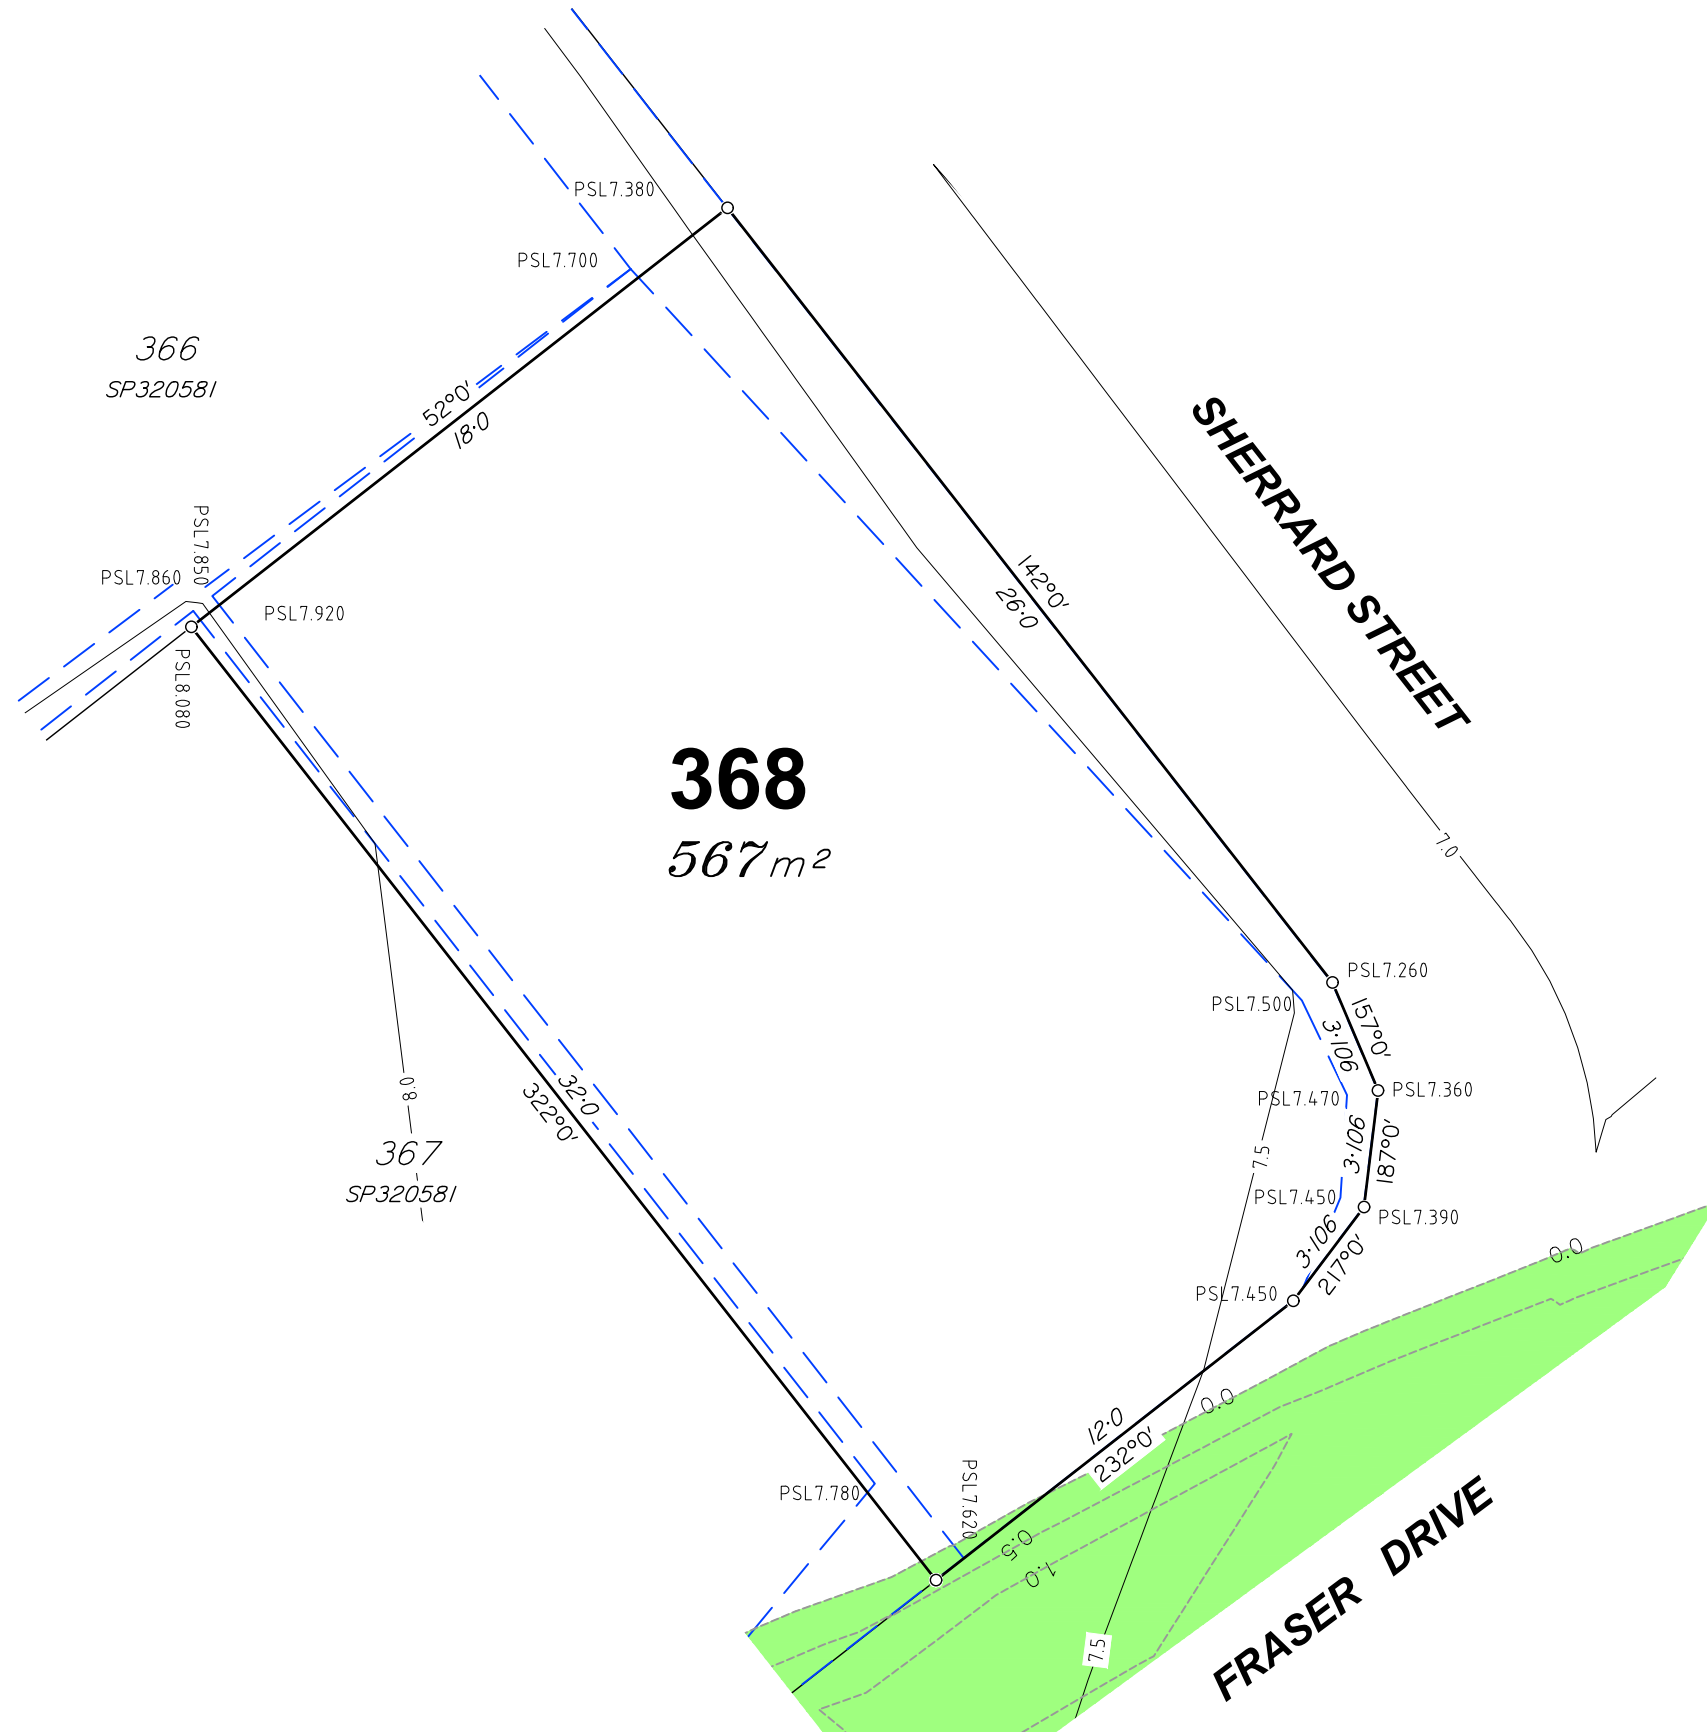 PSL7.380
PSL7.700
366
SP320581
52°0'
18·0
SHERRARD STREET
PSL7.850
PSL7.860
PSL7.920
142°0'
26·0
PSL8.080
368
567m²
7.0
PSL7.260
PSL7.500
157°0'
3·106
8.0
32·0
322°0'
PSL7.470
PSL7.360
367
SP320581
7.5
3·106
187°0'
PSL7.450
PSL7.390
3·106
217°0'
0.0
PSL7.450
0.0
12·0
232°0'
PSL7.780
PSL7.620
0.5
1.0
7.5
FRASER DRIVE